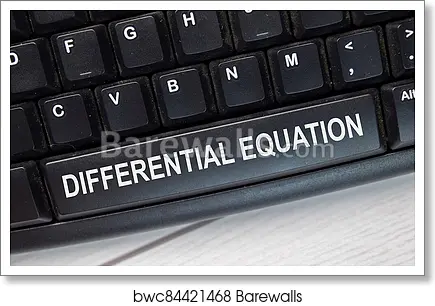 D F G H J K L
C V B N M < ,
Alt
Barewalls.com
DIFFERENTIAL EQUATION
bwc84421468 Barewalls